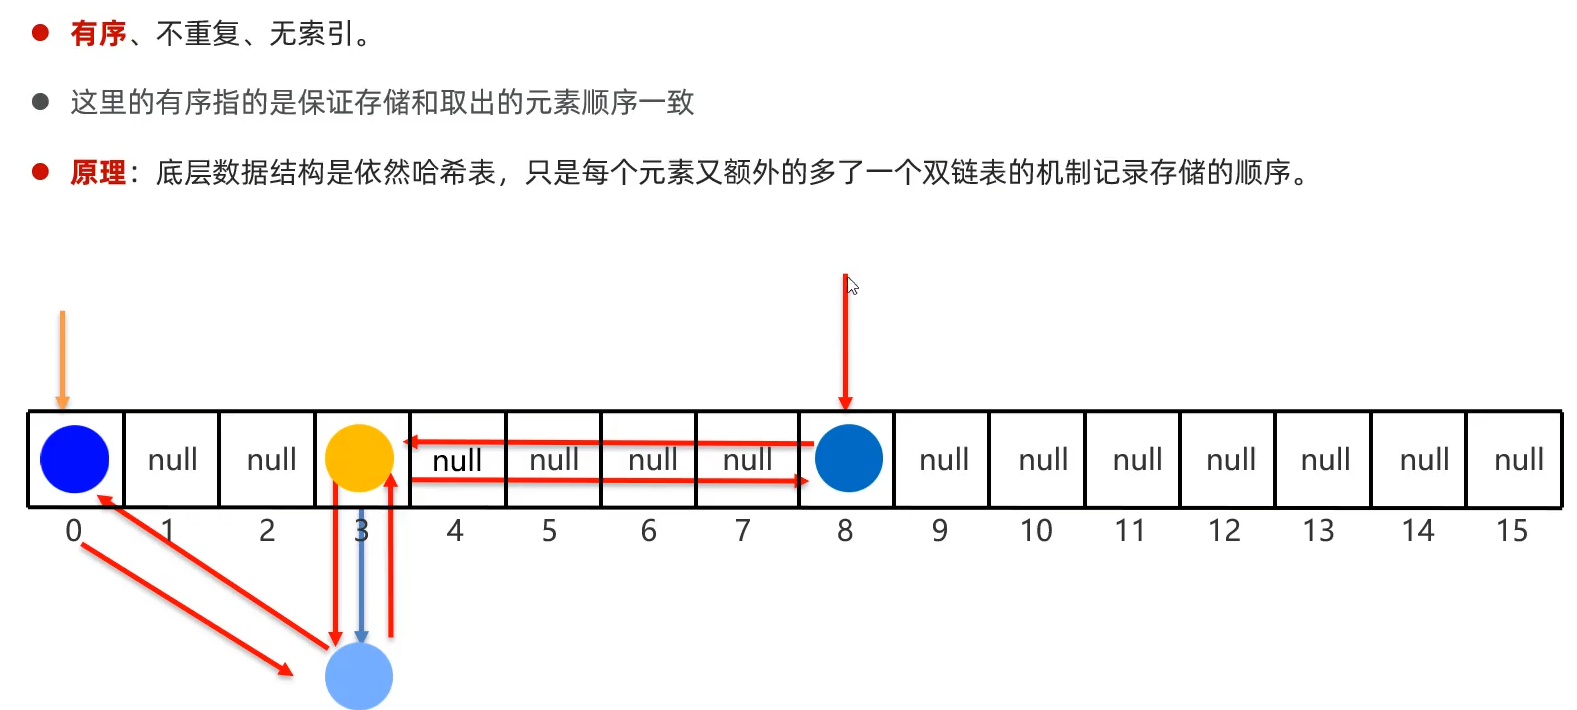 有序、不重复、无索引。
这里的有序指的是保证存储和取出的元素顺序一致
原理：底层数据结构是依然哈希表，只是每个元素又额外的多了一个双链表的机制记录存储的顺序。
null null null null null null null null null null null null null
0 1 2 3 4 5 6 7 8 9 10 11 12 13 14 15